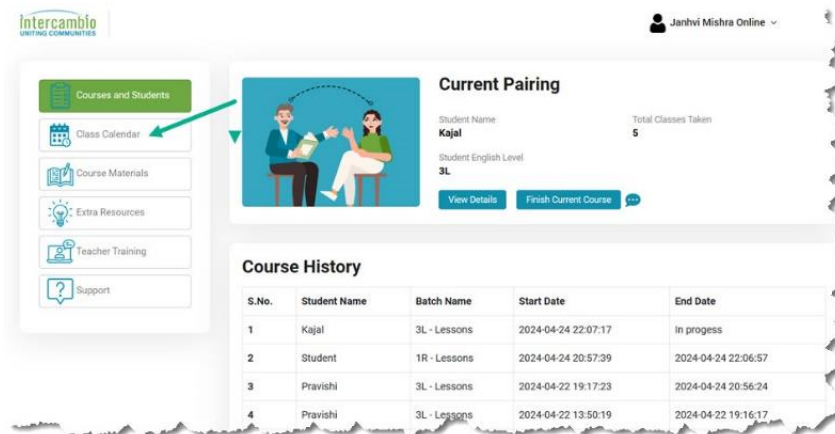 intercambio
UNITING COMMUNITIES
Janhvi Mishra Online
Courses and Students
Class Calendar
Course Materials
Extra Resources
Teacher Training
Support
Current Pairing
Student Name Total Classes Taken
Kajal 5
Student English Level
3L
View Details Finish Current Course
Course History
S.No. Student Name Batch Name Start Date End Date
1 Kajal 3L - Lessons 2024-04-24 22:07:17 In progess
2 Student 1R - Lessons 2024-04-24 20:57:39 2024-04-24 22:06:57
3 Pravishi 3L - Lessons 2024-04-22 19:17:23 2024-04-24 20:56:24
4 Pravishi 3L - Lessons 2024-04-22 13:50:19 2024-04-22 19:16:17